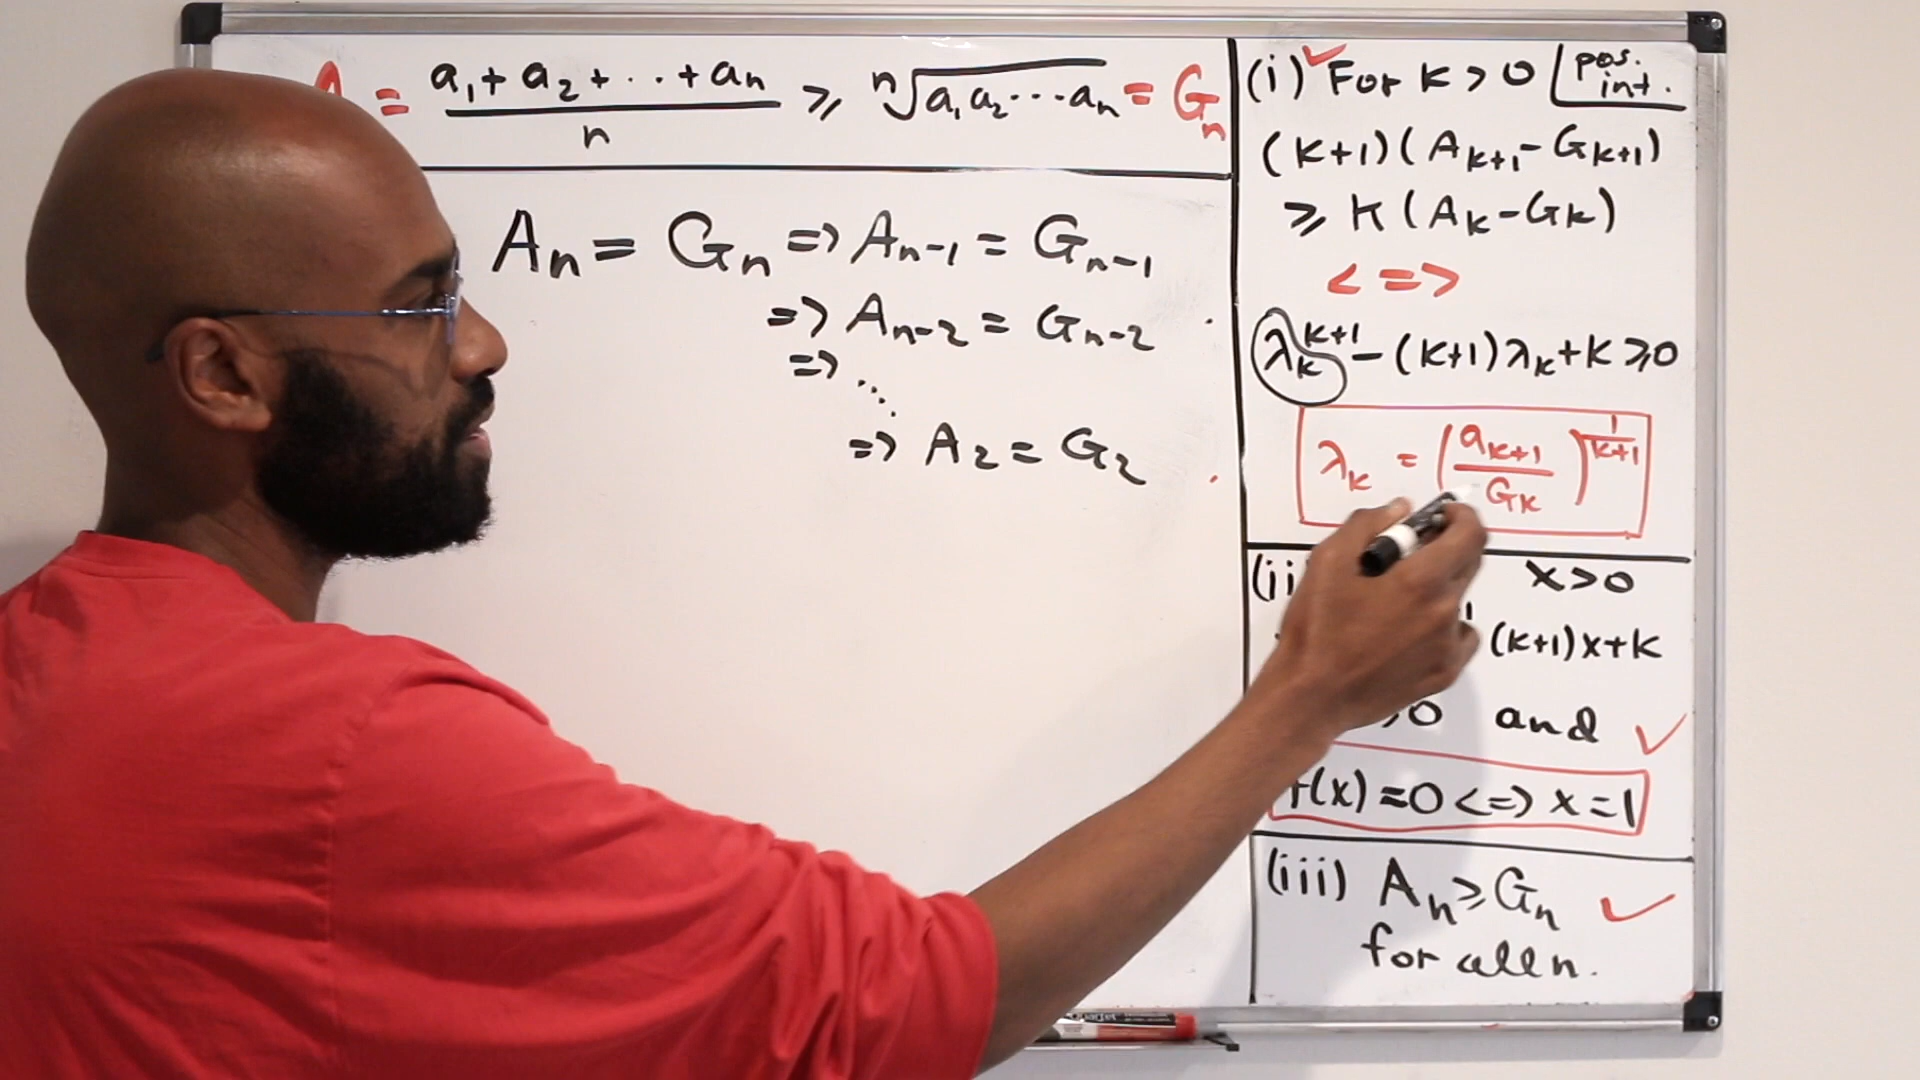 A = a₁ + a₂ + ... + aₙ / n ⩾ ⁿ√a₁a₂...aₙ = Gₙ
Aₙ = Gₙ => Aₙ₋₁ = Gₙ₋₁
=> Aₙ₋₂ = Gₙ₋₂
=> ...
=> A₂ = G₂
(i) ✓ For k > 0 pos. int.
(k+1)(Aₖ₊₁ - Gₖ₊₁)
⩾ k(Aₖ - Gₖ)
<=>
λₖᵏ⁺¹ - (k+1)λₖ + k ⩾ 0
λₖ = (aₖ₊₁ / Gₖ)^(1/(k+1))
(ii x > 0
(k+1)x + k
0 and ✓
f(x) = 0 <=> x = 1
(iii) Aₙ ⩾ Gₙ ✓
for all n.